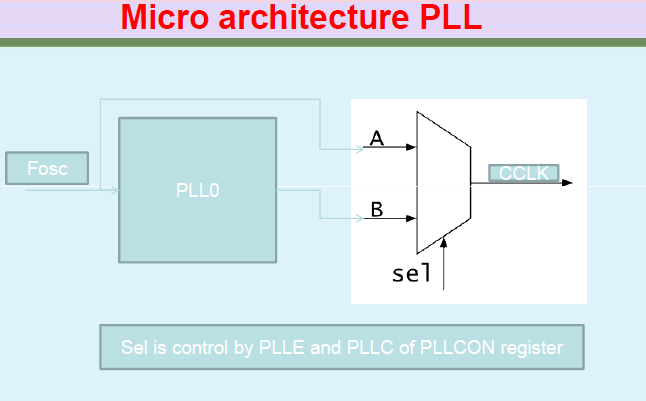 Micro architecture PLL
Fosc
PLL0
A
B
sel
CCLK
Sel is control by PLLE and PLLC of PLLCON register